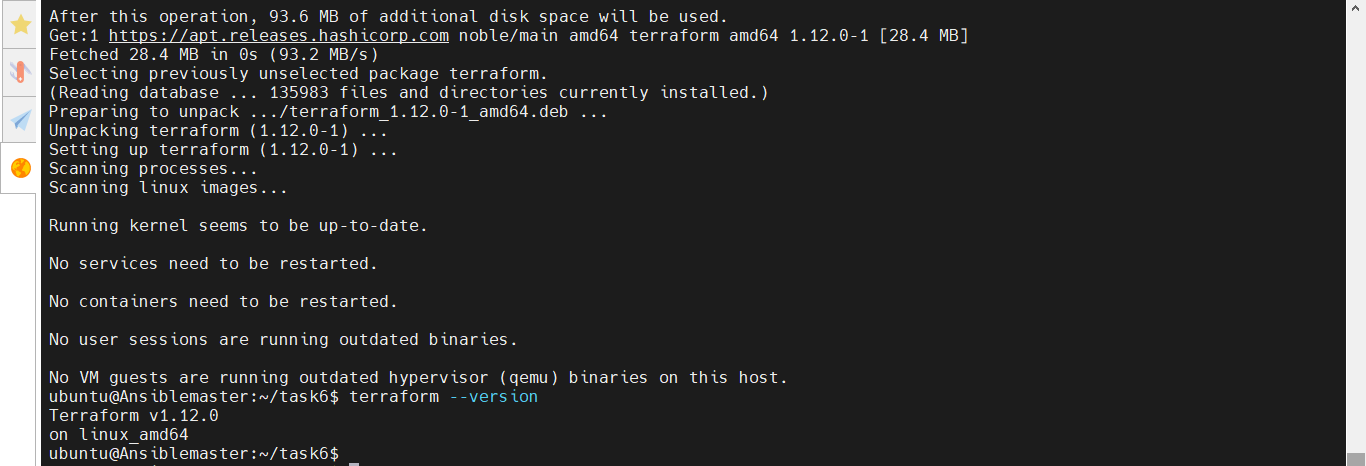 After this operation, 93.6 MB of additional disk space will be used.
Get:1 https://apt.releases.hashicorp.com noble/main amd64 terraform amd64 1.12.0-1 [28.4 MB]
Fetched 28.4 MB in 0s (93.2 MB/s)
Selecting previously unselected package terraform.
(Reading database ... 135983 files and directories currently installed.)
Preparing to unpack .../terraform_1.12.0-1_amd64.deb ...
Unpacking terraform (1.12.0-1) ...
Setting up terraform (1.12.0-1) ...
Scanning processes...
Scanning linux images...
Running kernel seems to be up-to-date.
No services need to be restarted.
No containers need to be restarted.
No user sessions are running outdated binaries.
No VM guests are running outdated hypervisor (qemu) binaries on this host.
ubuntu@Ansiblemaster:~/task6$ terraform --version
Terraform v1.12.0
on linux_amd64
ubuntu@Ansiblemaster:~/task6$